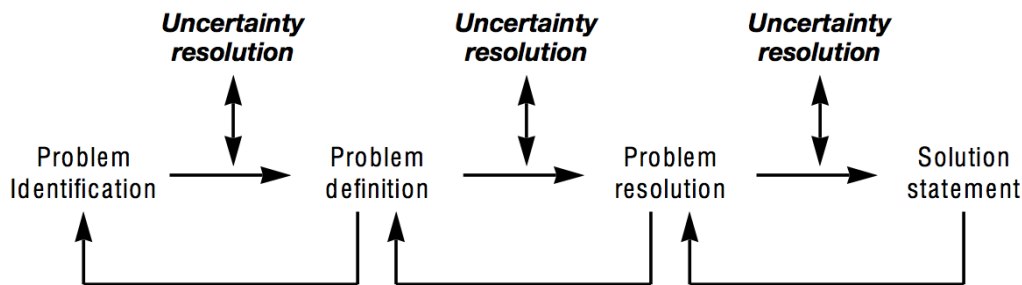 Uncertainty
resolution
Uncertainty
resolution
Uncertainty
resolution
Problem
Identification
Problem
definition
Problem
resolution
Solution
statement